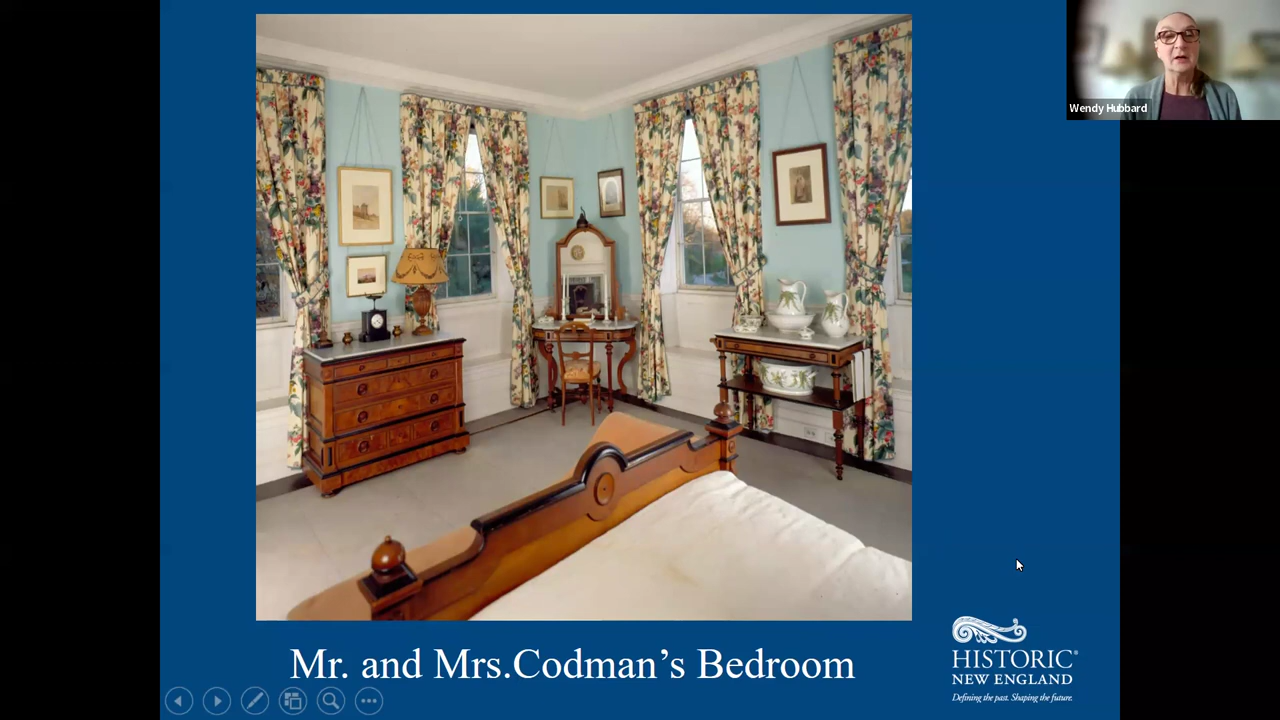 Wendy Hubbard
Mr. and Mrs.Codman's Bedroom
HISTORIC
NEW ENGLAND
Defining the past. Shaping the future.